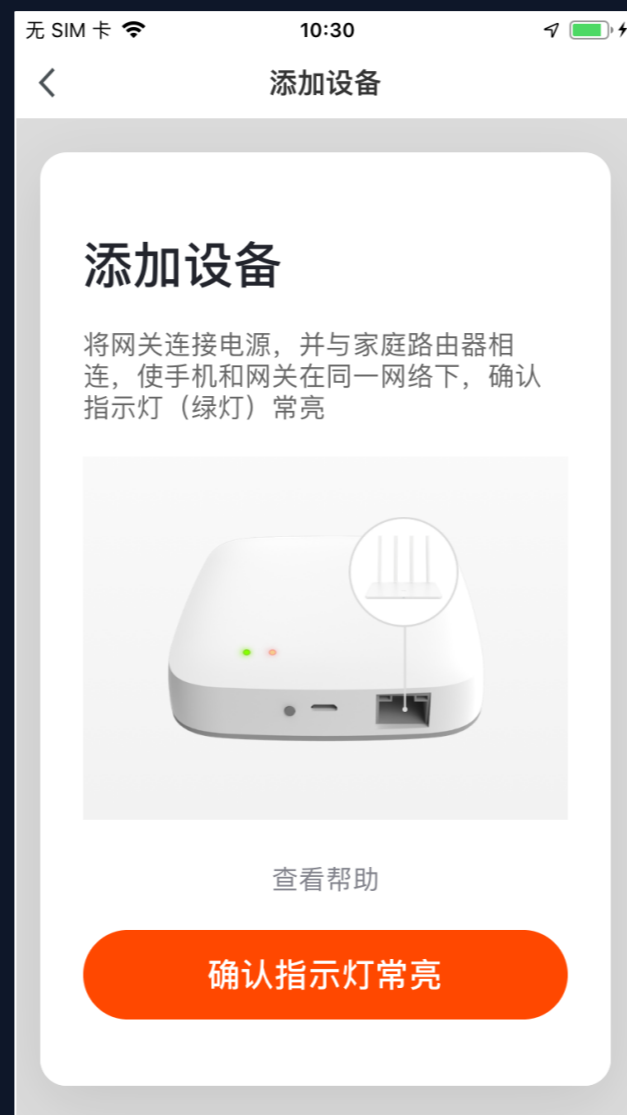 无 SIM 卡 10:30
添加设备
添加设备
将网关连接电源，并与家庭路由器相
连，使手机和网关在同一网络下，确认
指示灯（绿灯）常亮
查看帮助
确认指示灯常亮